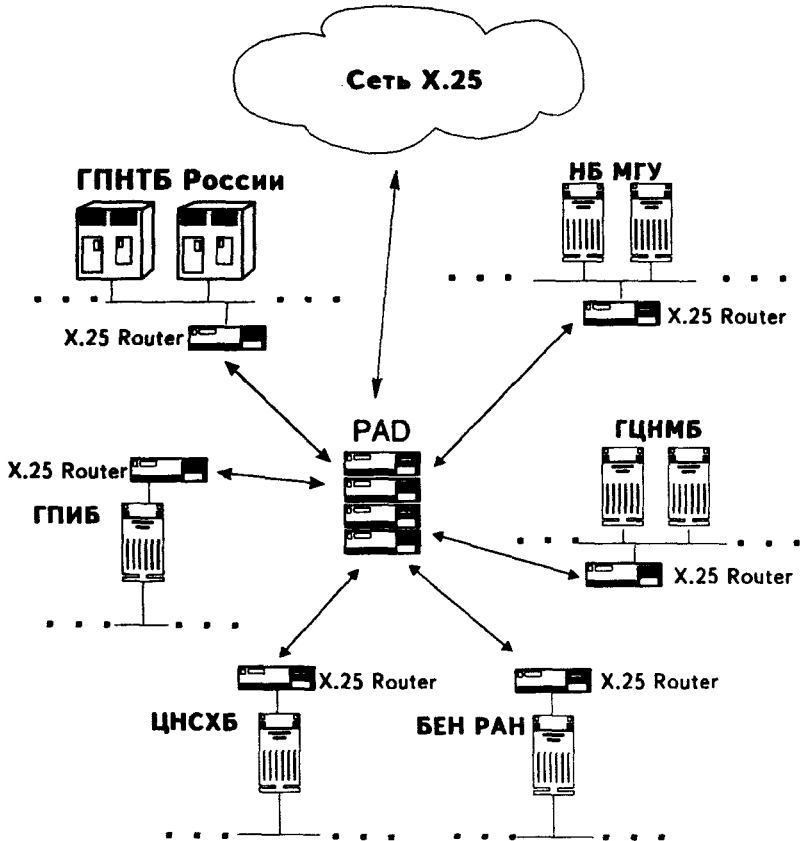 Сеть X.25
ГПНТБ России
НБ МГУ
X.25 Router
X.25 Router
PAD
ГЦНМБ
X.25 Router
ГПИБ
X.25 Router
X.25 Router
X.25 Router
ЦНСХБ
БЕН РАН